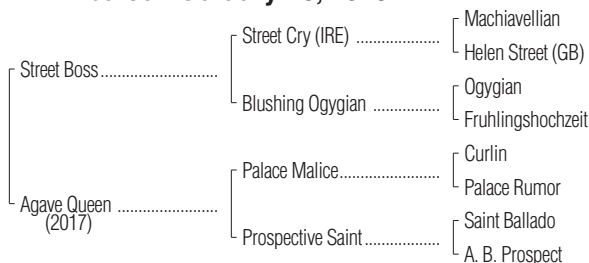 Machiavellian
Street Cry (IRE) ....................
Helen Street (GB)
Street Boss............................
Ogygian
Blushing Ogygian ................
Fruhlingshochzeit
Curlin
Palace Malice........................
Palace Rumor
Agave Queen ........................
(2017)
Saint Ballado
Prospective Saint..................
A. B. Prospect